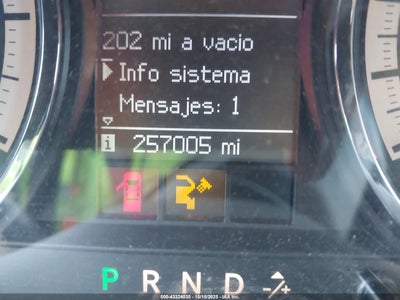 202 mi a vacio
Info sistema
Mensajes: 1
i 257005 mi
P R N D -/+
000-43324030 - 10/15/2025 - IAA Inc.